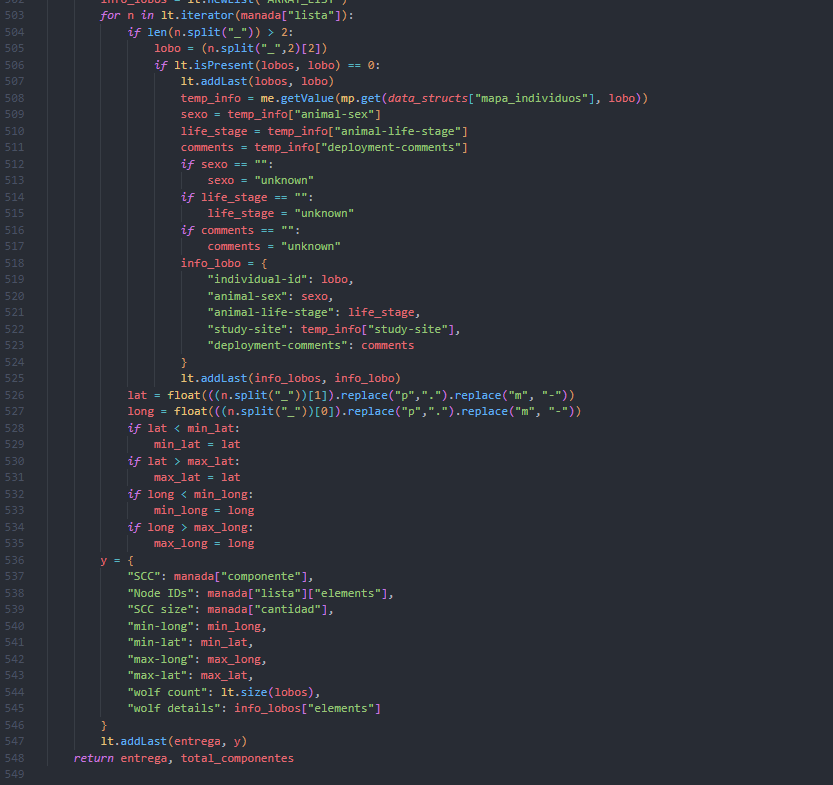 502 info_lobos = lt.newList("ARRAY_LIST")
503 for n in lt.iterator(manada["lista"]):
504 if len(n.split("_")) > 2:
505 lobo = (n.split("_",2)[2])
506 if lt.isPresent(lobos, lobo) == 0:
507 lt.addLast(lobos, lobo)
508 temp_info = me.getValue(mp.get(data_structs["mapa_individuos"], lobo))
509 sexo = temp_info["animal-sex"]
510 life_stage = temp_info["animal-life-stage"]
511 comments = temp_info["deployment-comments"]
512 if sexo == "":
513 sexo = "unknown"
514 if life_stage == "":
515 life_stage = "unknown"
516 if comments == "":
517 comments = "unknown"
518 info_lobo = {
519 "individual-id": lobo,
520 "animal-sex": sexo,
521 "animal-life-stage": life_stage,
522 "study-site": temp_info["study-site"],
523 "deployment-comments": comments
524 }
525 lt.addLast(info_lobos, info_lobo)
526 lat = float(((n.split("_"))[1]).replace("p",".").replace("m", "-"))
527 long = float(((n.split("_"))[0]).replace("p",".").replace("m", "-"))
528 if lat < min_lat:
529 min_lat = lat
530 if lat > max_lat:
531 max_lat = lat
532 if long < min_long:
533 min_long = long
534 if long > max_long:
535 max_long = long
536 y = {
537 "SCC": manada["componente"],
538 "Node IDs": manada["lista"]["elements"],
539 "SCC size": manada["cantidad"],
540 "min-long": min_long,
541 "min-lat": min_lat,
542 "max-long": max_long,
543 "max-lat": max_lat,
544 "wolf count": lt.size(lobos),
545 "wolf details": info_lobos["elements"]
546 }
547 lt.addLast(entrega, y)
548 return entrega, total_componentes
549